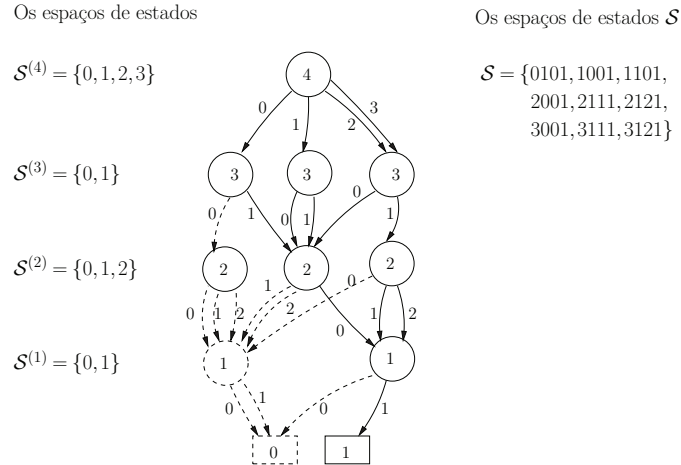 Os espaços de estados
Os espaços de estados 𝒮
𝒮⁽⁴⁾ = {0,1,2,3}
4
𝒮 = {0101,1001,1101,
2001,2111,2121,
3001,3111,3121}
0 1 2 3
𝒮⁽³⁾ = {0,1}
3 3 3
0 1 0 1 0 1
𝒮⁽²⁾ = {0,1,2}
2 2 2
0 1 2 1 2 0 0 1 2
𝒮⁽¹⁾ = {0,1}
1 1
0 1 0 1
0 1